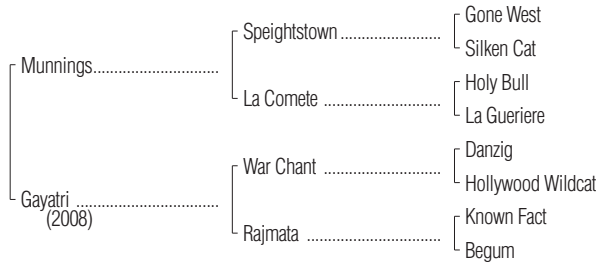 Gone West
Speightstown ........................
Silken Cat
Munnings.............................
Holy Bull
La Comete ............................
La Gueriere
Danzig
War Chant ............................
Gayatri .................................
(2008)
Hollywood Wildcat
Known Fact
Rajmata ................................
Begum